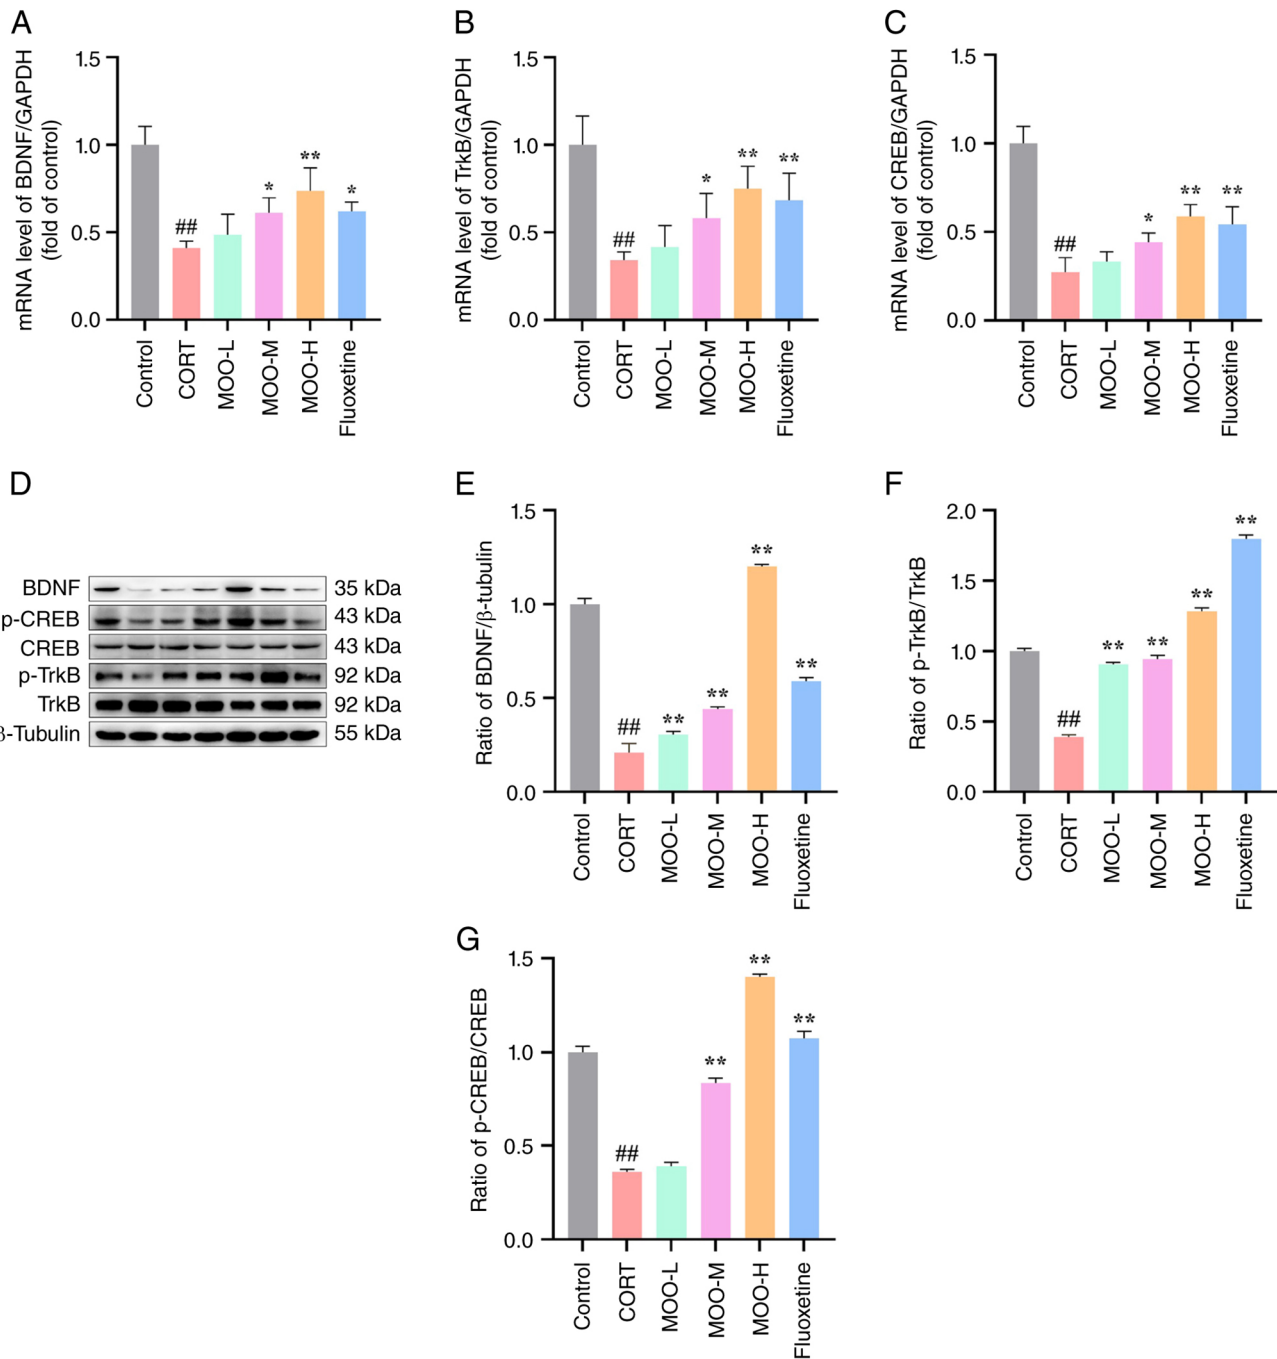 A
mRNA level of BDNF/GAPDH
(fold of control)
1.5
1.0
0.5
0.0
##
*
**
*
Control
CORT
MOO-L
MOO-M
MOO-H
Fluoxetine
B
mRNA level of TrkB/GAPDH
(fold of control)
1.5
1.0
0.5
0.0
##
*
**
**
Control
CORT
MOO-L
MOO-M
MOO-H
Fluoxetine
C
mRNA level of CREB/GAPDH
(fold of control)
1.5
1.0
0.5
0.0
##
*
**
**
Control
CORT
MOO-L
MOO-M
MOO-H
Fluoxetine
D
BDNF 35 kDa
p-CREB 43 kDa
CREB 43 kDa
p-TrkB 92 kDa
TrkB 92 kDa
β-Tubulin 55 kDa
E
Ratio of BDNF/β-tubulin
1.5
1.0
0.5
0.0
##
**
**
**
**
Control
CORT
MOO-L
MOO-M
MOO-H
Fluoxetine
F
Ratio of p-TrkB/TrkB
2.0
1.5
1.0
0.5
0.0
##
**
**
**
**
Control
CORT
MOO-L
MOO-M
MOO-H
Fluoxetine
G
Ratio of p-CREB/CREB
1.5
1.0
0.5
0.0
##
**
**
**
Control
CORT
MOO-L
MOO-M
MOO-H
Fluoxetine